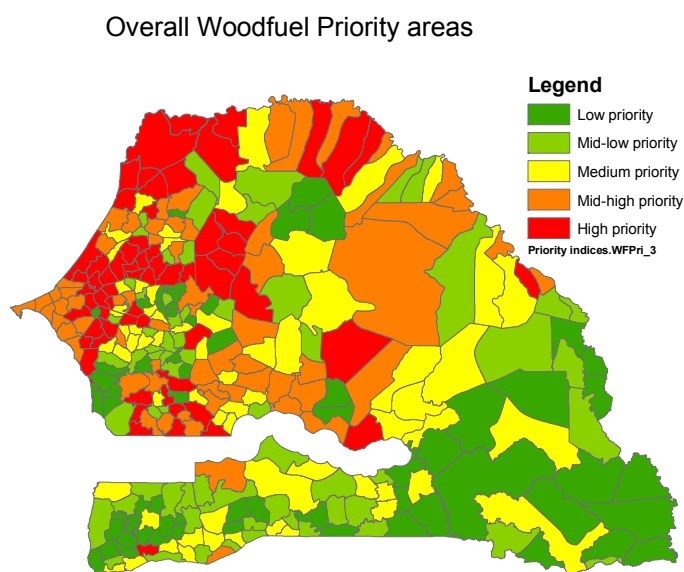 Overall Woodfuel Priority areas
Legend
Low priority
Mid-low priority
Medium priority
Mid-high priority
High priority
Priority indices.WFPri_3